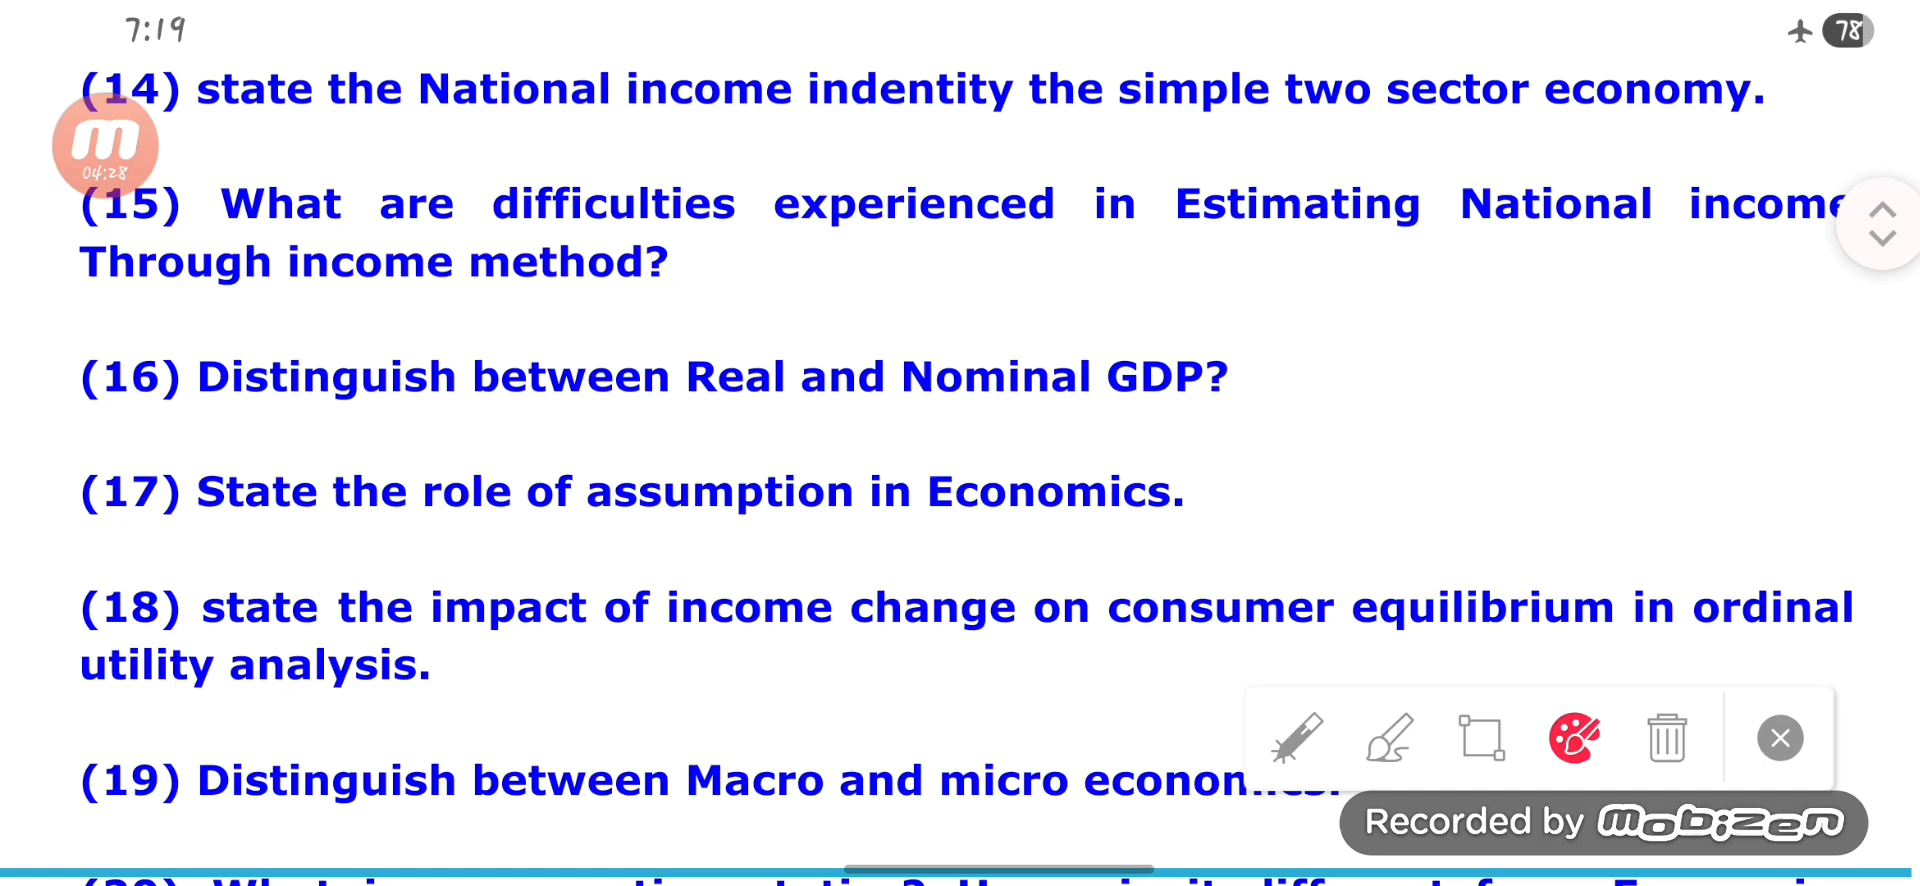 7:19
78
(14) state the National income indentity the simple two sector economy.
04:28
(15) What are difficulties experienced in Estimating National income
Through income method?
(16) Distinguish between Real and Nominal GDP?
(17) State the role of assumption in Economics.
(18) state the impact of income change on consumer equilibrium in ordinal
utility analysis.
(19) Distinguish between Macro and micro
Recorded by mobizen